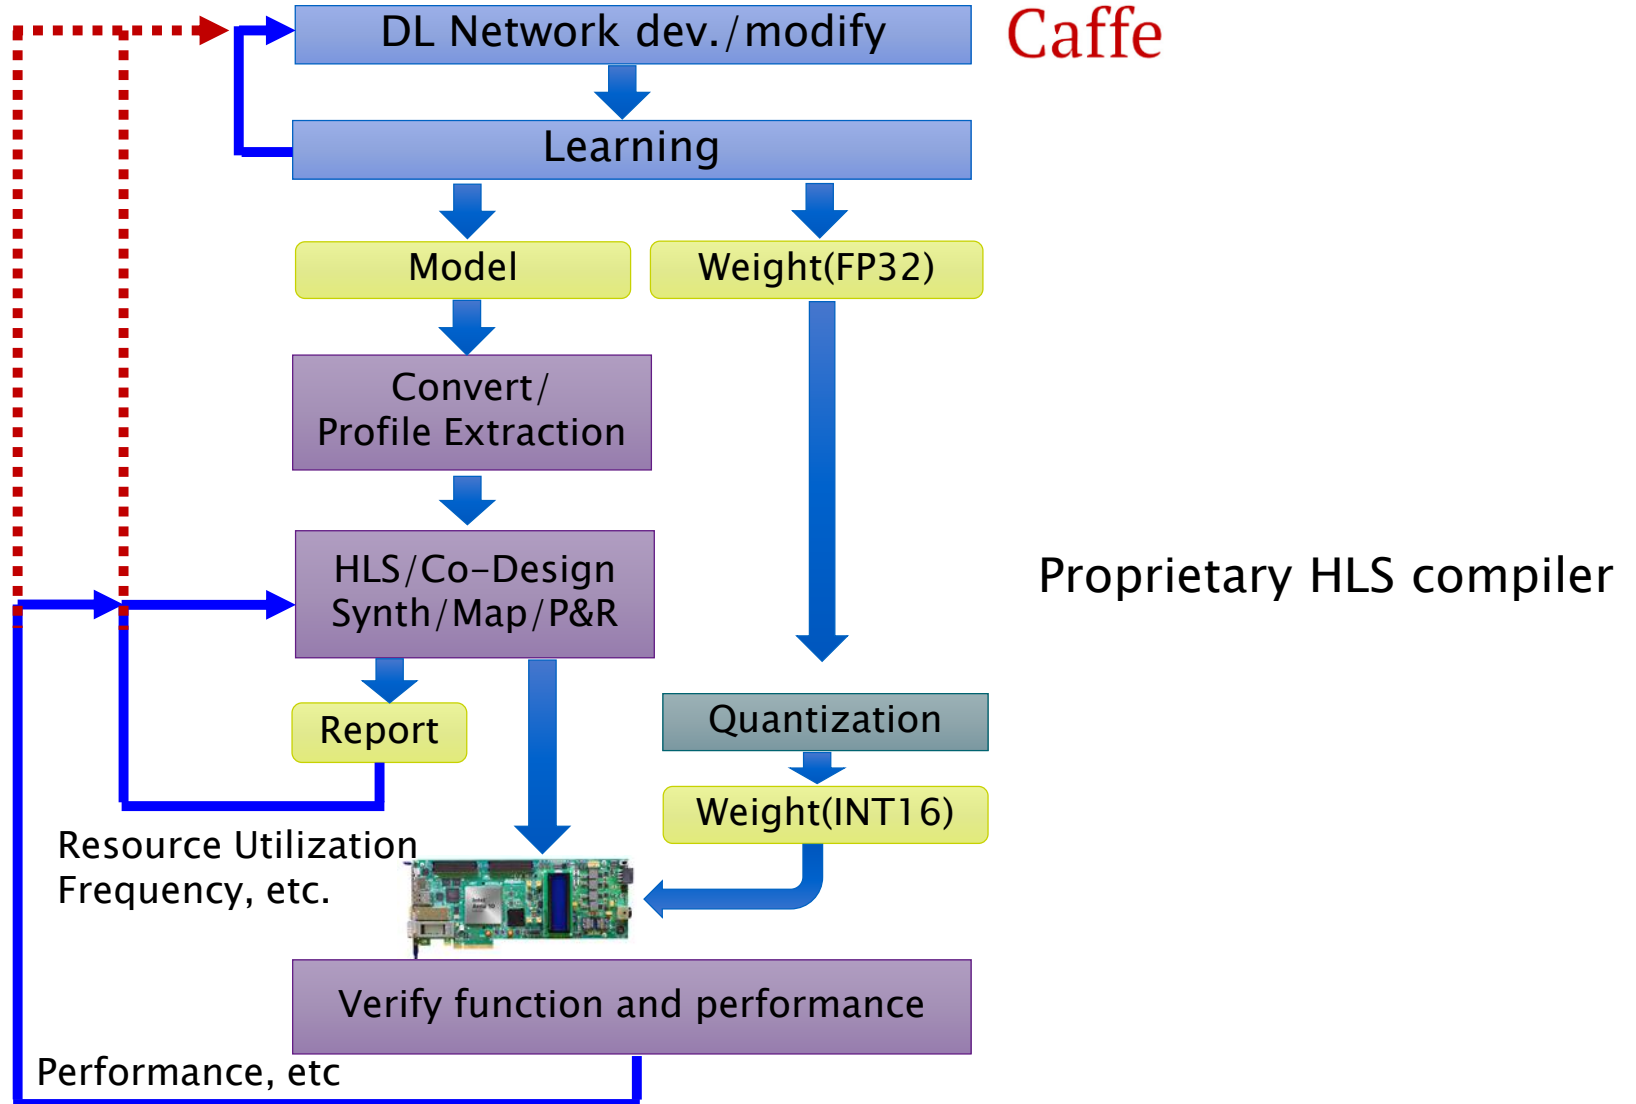 DL Network dev./modify
Caffe
Learning
Model
Weight(FP32)
Convert/
Profile Extraction
HLS/Co-Design
Synth/Map/P&R
Proprietary HLS compiler
Report
Quantization
Weight(INT16)
Resource Utilization
Frequency, etc.
Verify function and performance
Performance, etc